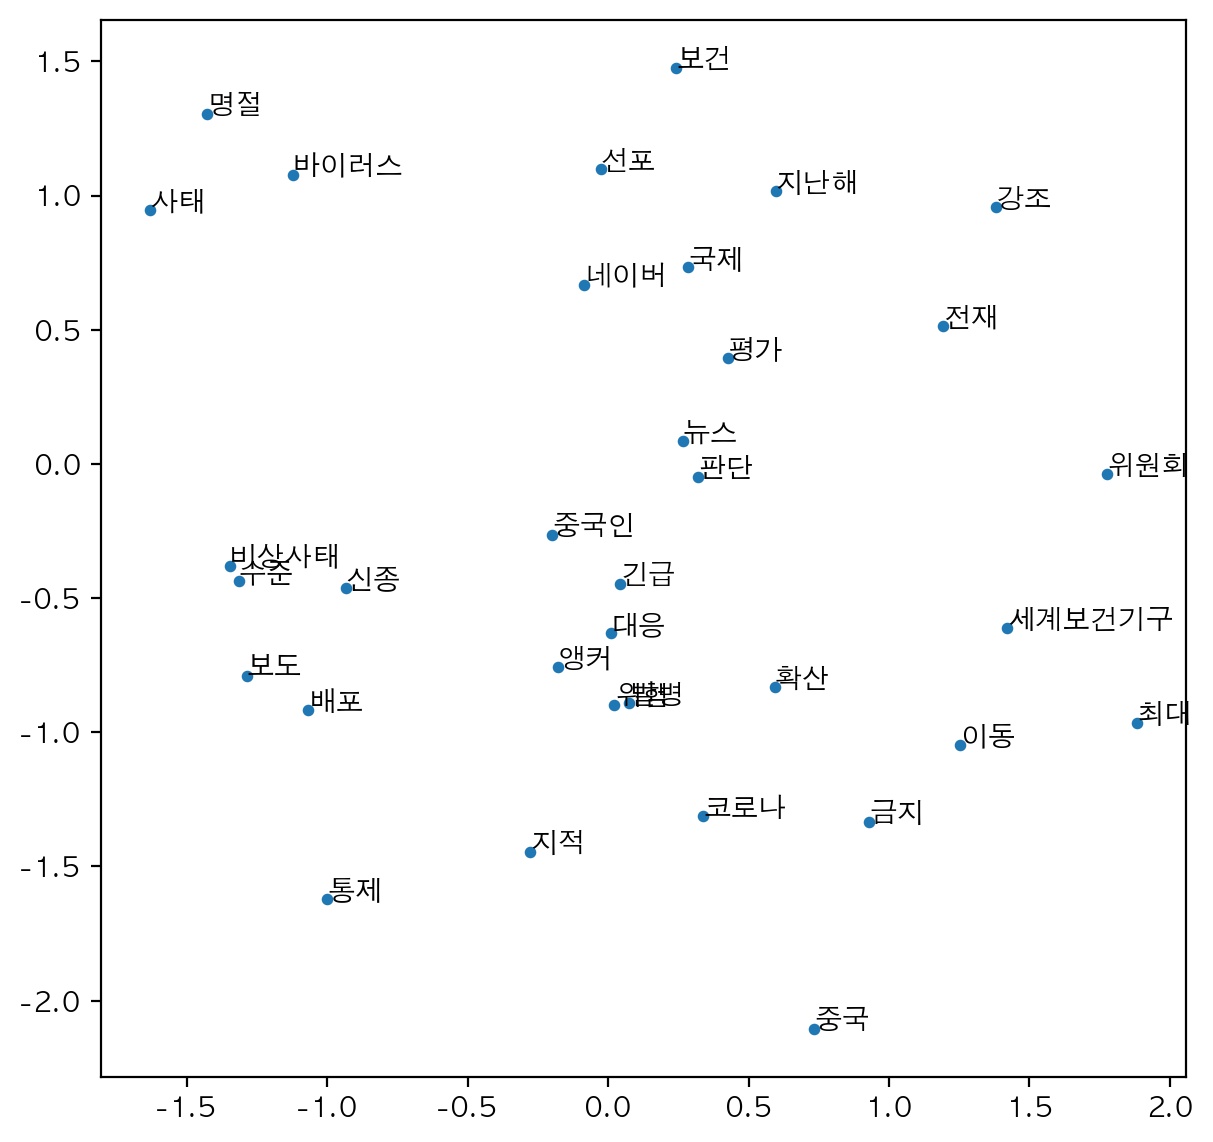 1.5
보건
명절
선포
바이러스
지난해
1.0
사태
강조
국제
네이버
0.5
전재
평가
뉴스
0.0
판단
위원회
중국인
비상사태
수준
신종
긴급
-0.5
대응
세계보건기구
앵커
보도
확산
배포
위험
발병
최대
-1.0
이동
코로나
금지
지적
-1.5
통제
-2.0
중국
-1.5 -1.0 -0.5 0.0 0.5 1.0 1.5 2.0